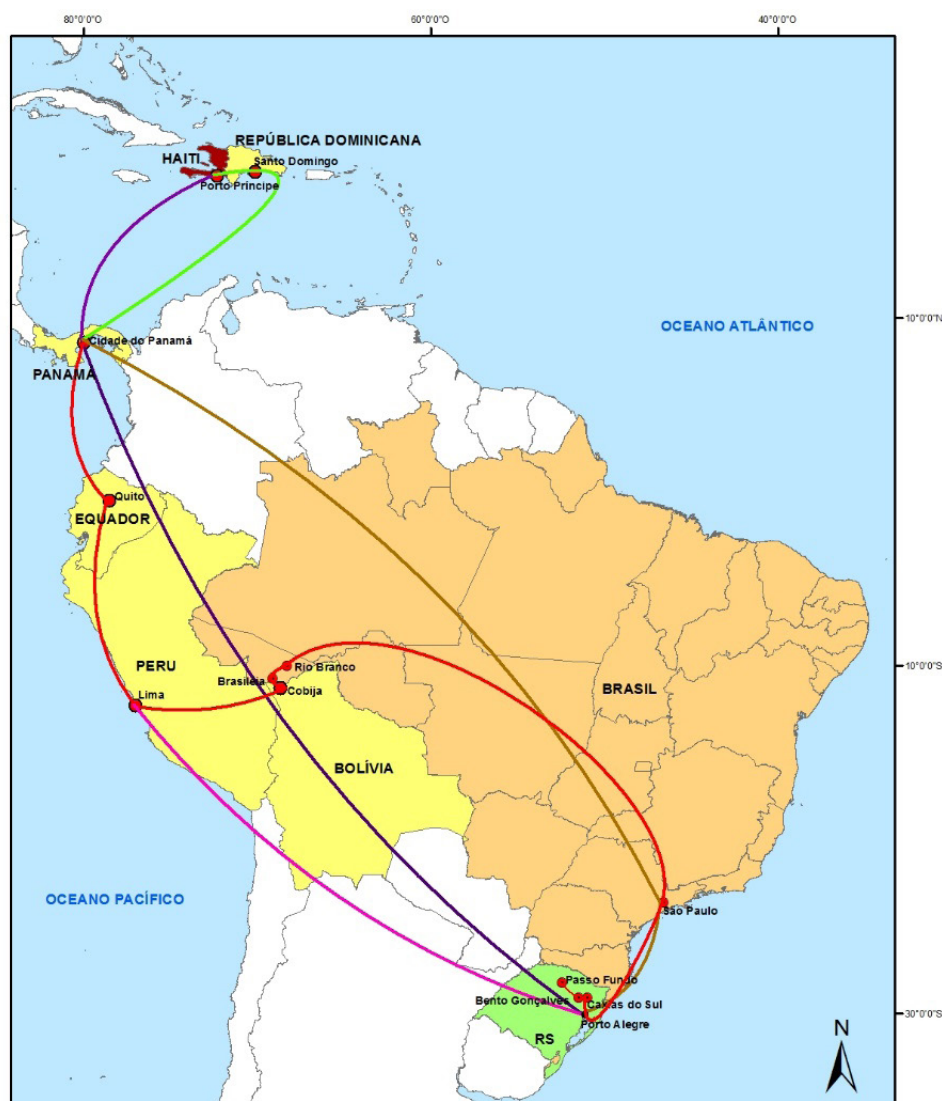 80°0'0"O
60°0'0"O
40°0'0"O
REPÚBLICA DOMINICANA
HAITI
Santo Domingo
Porto Príncipe
10°0'0"N
OCEANO ATLÂNTICO
Cidade do Panamá
PANAMÁ
Quito
EQUADOR
10°0'0"S
PERU
Rio Branco
Brasiléia
BRASIL
Lima
Cobija
BOLÍVIA
OCEANO PACÍFICO
São Paulo
Passo Fundo
Bento Gonçalves
Caxias do Sul
30°0'0"S
Porto Alegre
RS
N